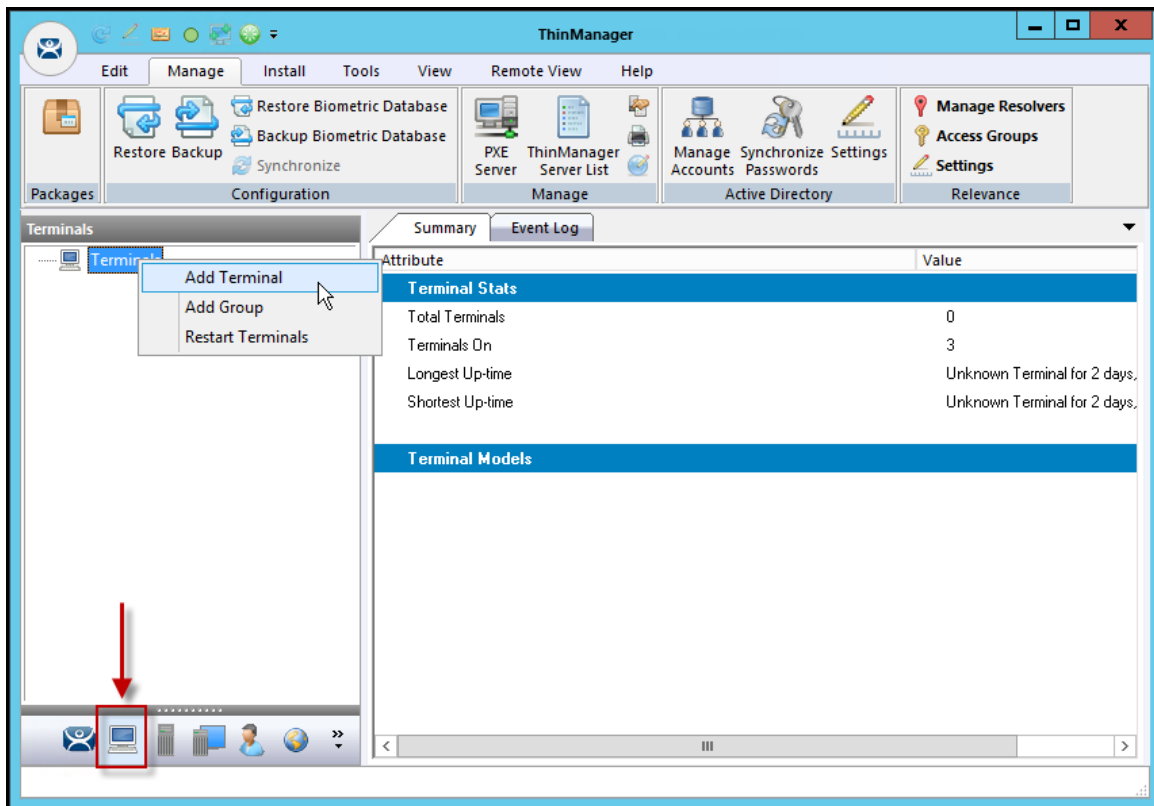 ThinManager
Edit Manage Install Tools View Remote View Help
Restore Biometric Database
Backup Biometric Database
Synchronize
Restore Backup
PXE Server
ThinManager Server List
Manage Accounts
Synchronize Passwords
Settings
Manage Resolvers
Access Groups
Settings
Packages Configuration Manage Active Directory Relevance
Terminals
Summary Event Log
Terminals
Add Terminal
Add Group
Restart Terminals
Attribute Value
Terminal Stats
Total Terminals 0
Terminals On 3
Longest Up-time Unknown Terminal for 2 days,
Shortest Up-time Unknown Terminal for 2 days,
Terminal Models